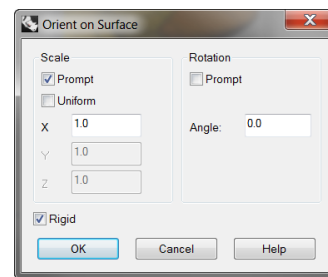 Orient on Surface
Scale
Prompt
Uniform
X 1.0
Y 1.0
Z 1.0
Rotation
Prompt
Angle: 0.0
Rigid
OK Cancel Help